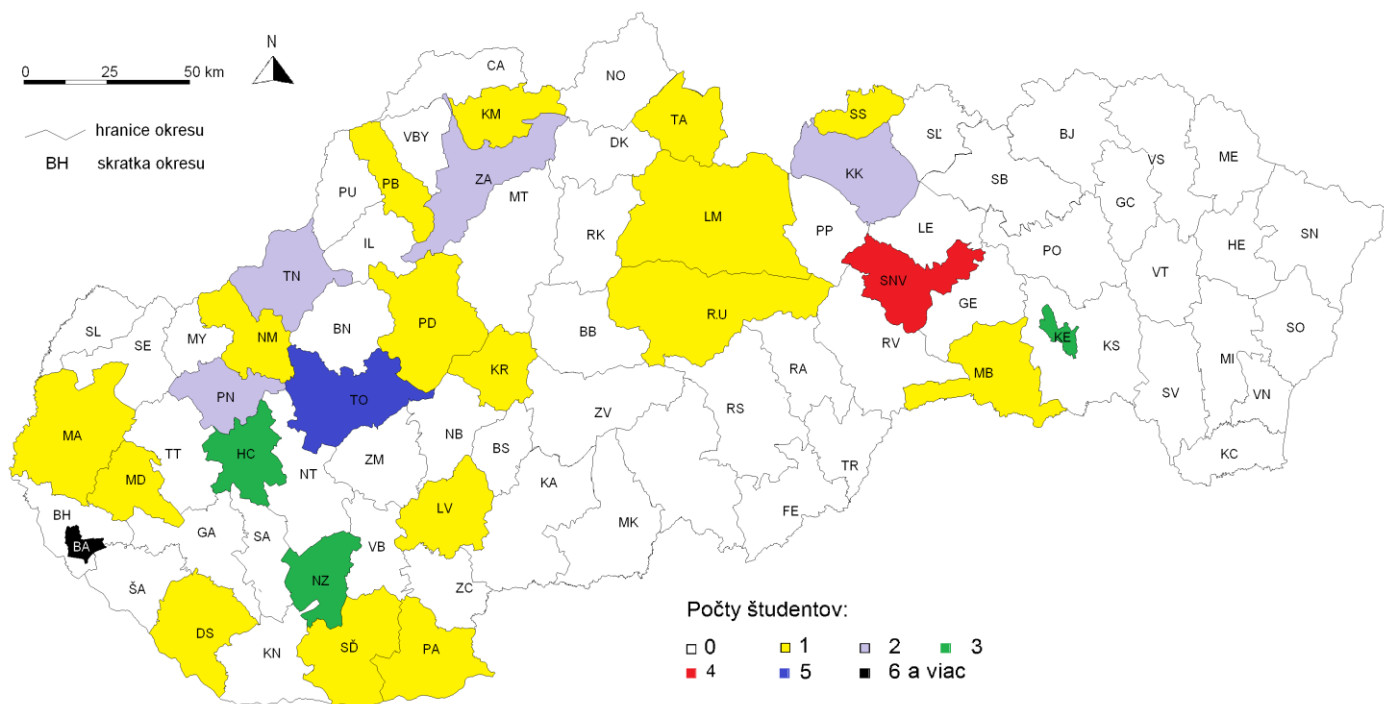 N
0 25 50 km
hranice okresu
BH skratka okresu
CA
NO
KM
TA
SS
VBY
DK
SĽ
BJ
VS
ME
PU
PB
ZA
MT
KK
SB
GC
LM
IL
RK
PP
LE
PO
HE
SN
TN
SNV
VT
GE
SL
SE
MY
NM
BN
PD
R.U
BB
RV
KE
KS
SO
MI
KR
RA
MB
PN
TO
SV
VN
MA
TT
HC
NB
BS
ZV
RS
MD
NT
ZM
KA
TR
KC
BH
BA
GA
SA
LV
MK
FE
VB
ŠA
NZ
ZC
DS
KN
SĎ
PA
Počty študentov:
0 1 2 3
4 5 6 a viac